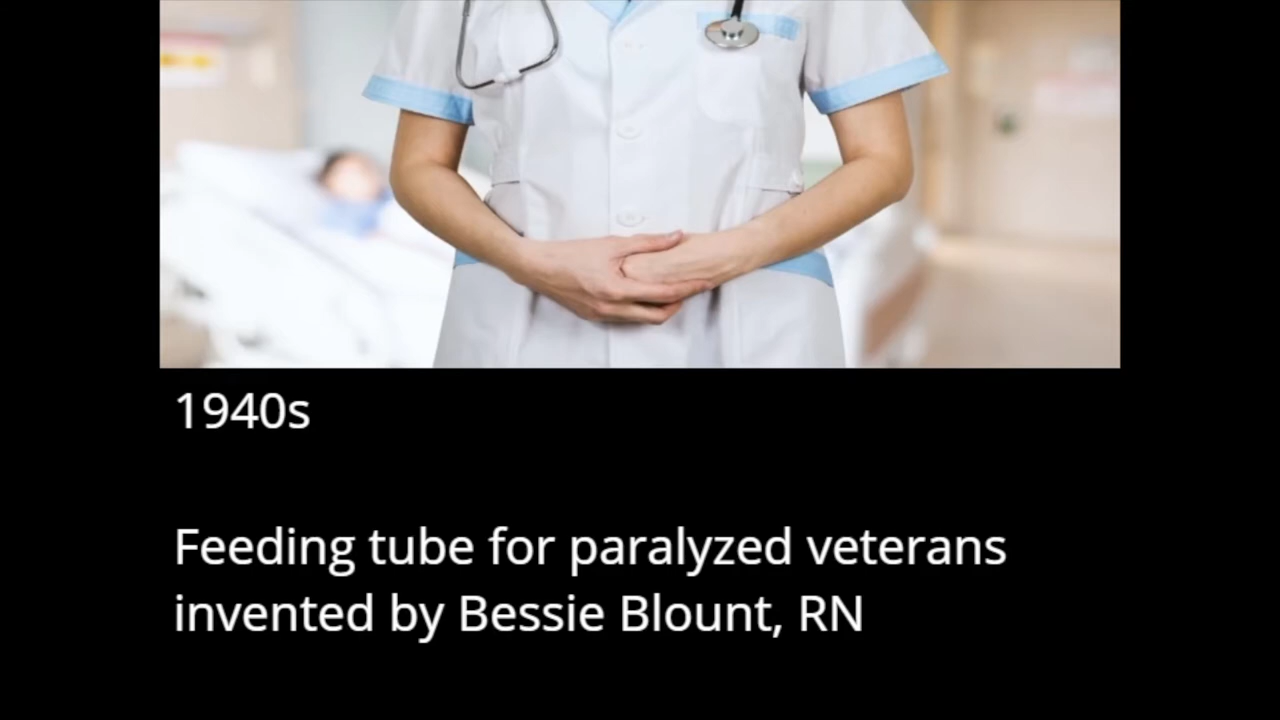 1940s
Feeding tube for paralyzed veterans
invented by Bessie Blount, RN